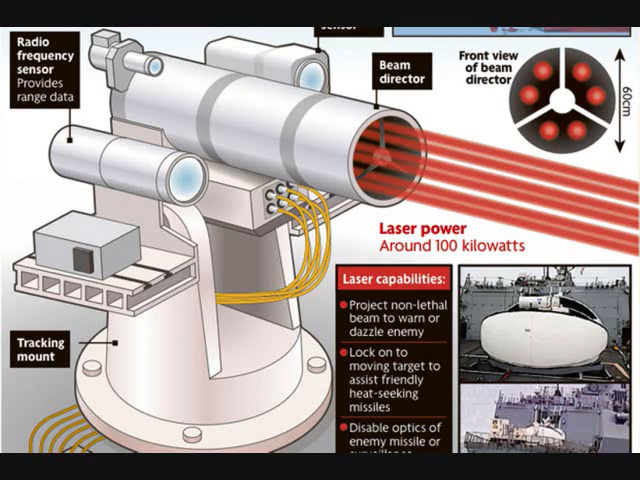 Radio
frequency
sensor
Provides
range data
sensor
Beam
director
Front view
of beam
director
60cm
Laser power
Around 100 kilowatts
Laser capabilities:
Project non-lethal
beam to warn or
dazzle enemy
Lock on to
moving target to
assist friendly
heat-seeking
missiles
Disable optics of
enemy missile or
Tracking
mount